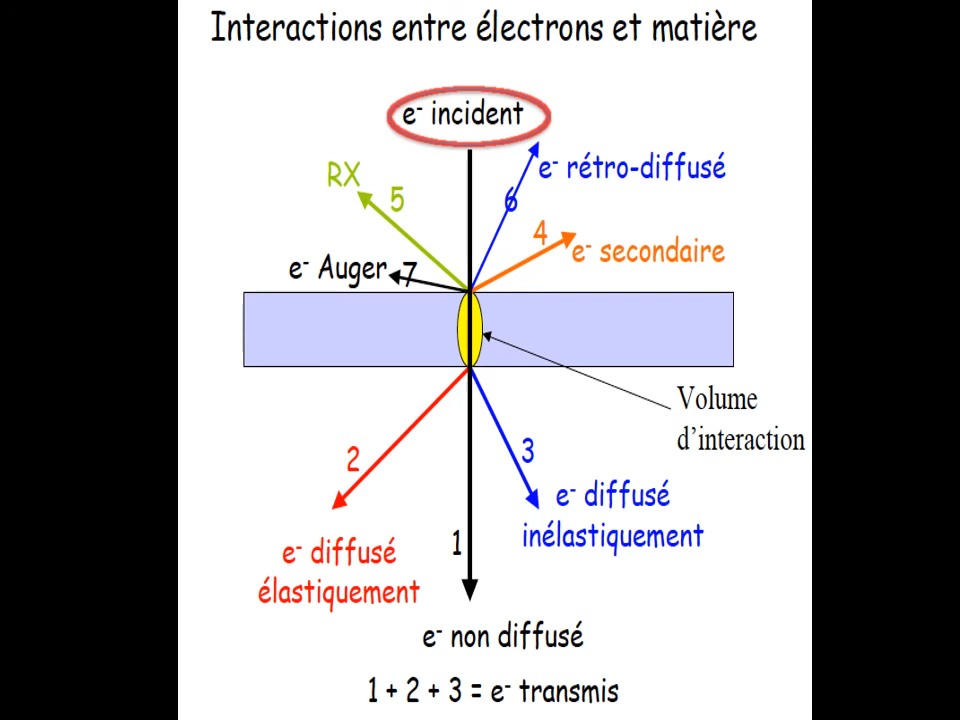 Interactions entre électrons et matière
e- incident
RX
5
6
e- rétro-diffusé
4
e- secondaire
e- Auger
7
Volume
d'interaction
2
3
e- diffusé
inélastiquement
e- diffusé
élastiquement
1
e- non diffusé
1 + 2 + 3 = e- transmis